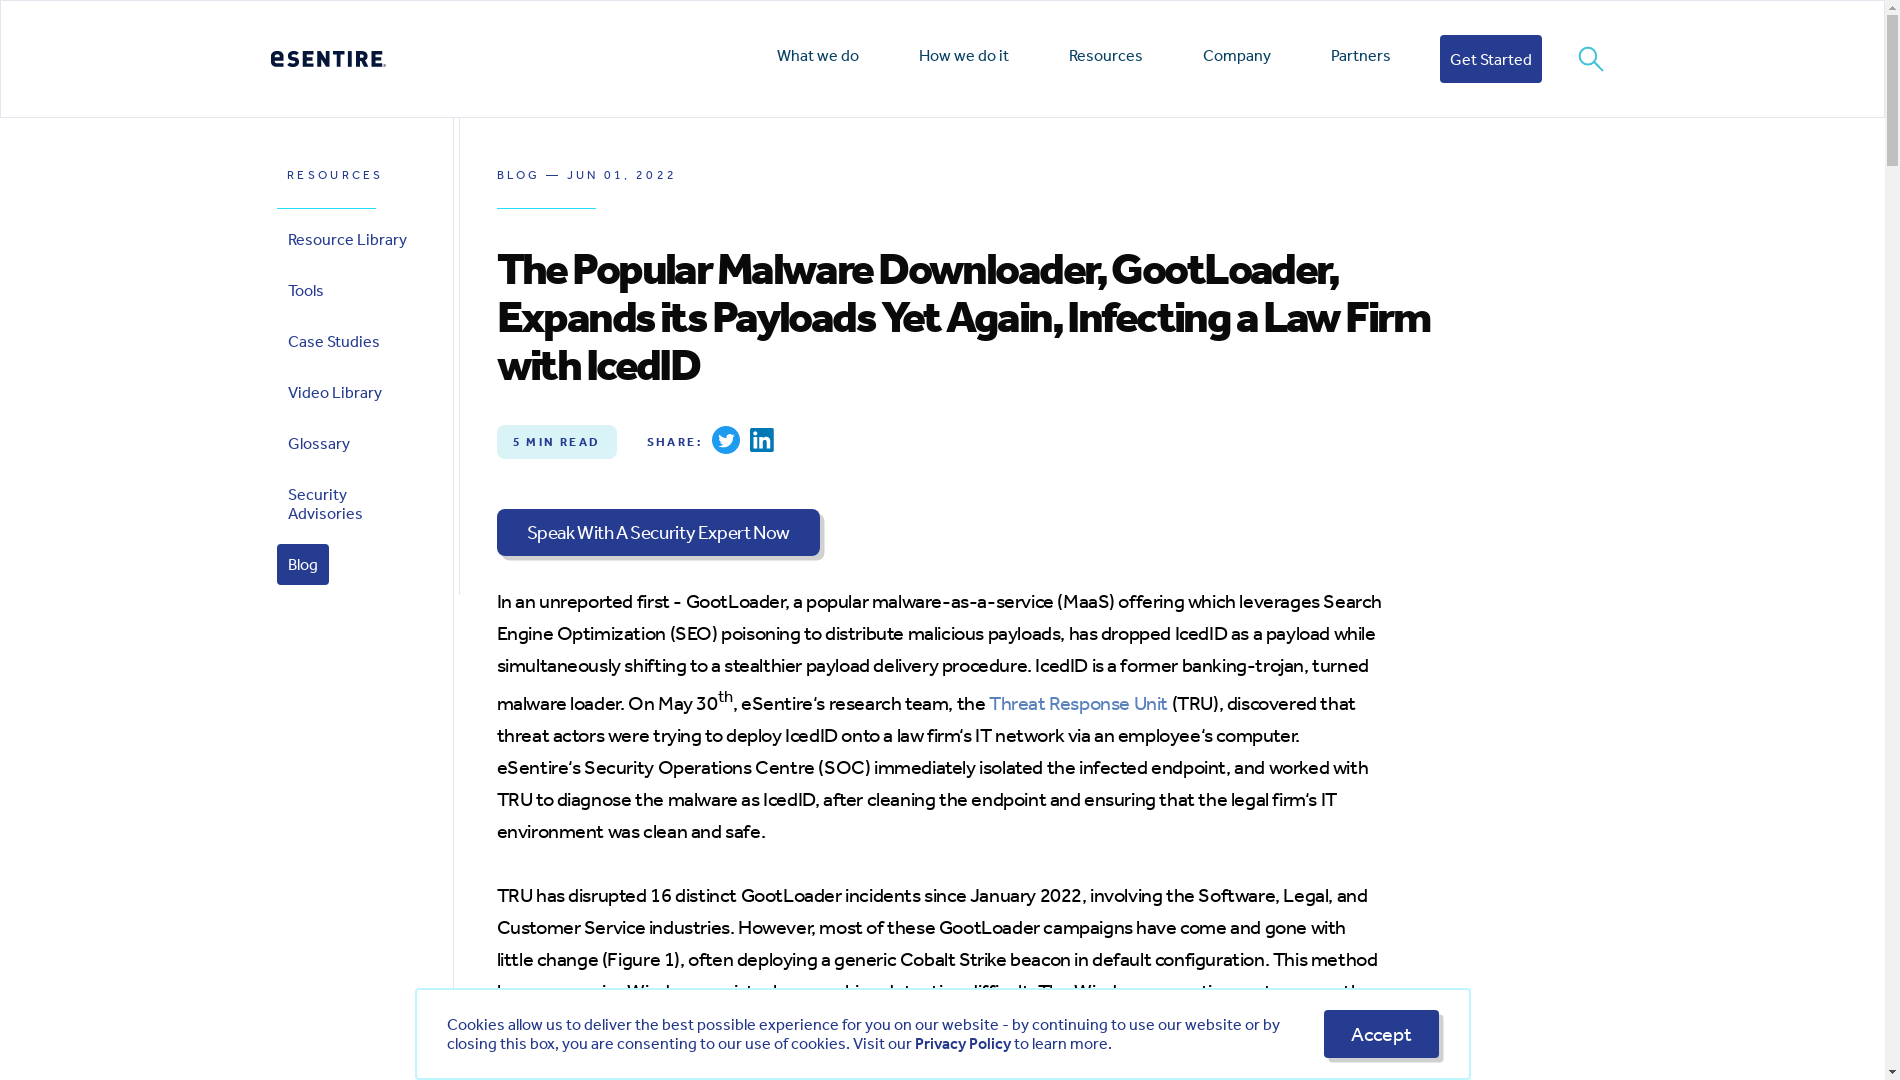 eSENTIRE
What we do
How we do it
Resources
Company
Partners
Get Started
RESOURCES
Resource Library
Tools
Case Studies
Video Library
Glossary
Security
Advisories
Blog
BLOG — JUN 01, 2022
The Popular Malware Downloader, GootLoader,
Expands its Payloads Yet Again, Infecting a Law Firm
with IcedID
5 MIN READ
SHARE:
Speak With A Security Expert Now
In an unreported first - GootLoader, a popular malware-as-a-service (MaaS) offering which leverages Search
Engine Optimization (SEO) poisoning to distribute malicious payloads, has dropped IcedID as a payload while
simultaneously shifting to a stealthier payload delivery procedure. IcedID is a former banking-trojan, turned
malware loader. On May 30th, eSentire's research team, the Threat Response Unit (TRU), discovered that
threat actors were trying to deploy IcedID onto a law firm's IT network via an employee's computer.
eSentire's Security Operations Centre (SOC) immediately isolated the infected endpoint, and worked with
TRU to diagnose the malware as IcedID, after cleaning the endpoint and ensuring that the legal firm's IT
environment was clean and safe.
TRU has disrupted 16 distinct GootLoader incidents since January 2022, involving the Software, Legal, and
Customer Service industries. However, most of these GootLoader campaigns have come and gone with
little change (Figure 1), often deploying a generic Cobalt Strike beacon in default configuration. This method
Cookies allow us to deliver the best possible experience for you on our website - by continuing to use our website or by
closing this box, you are consenting to our use of cookies. Visit our Privacy Policy to learn more.
Accept